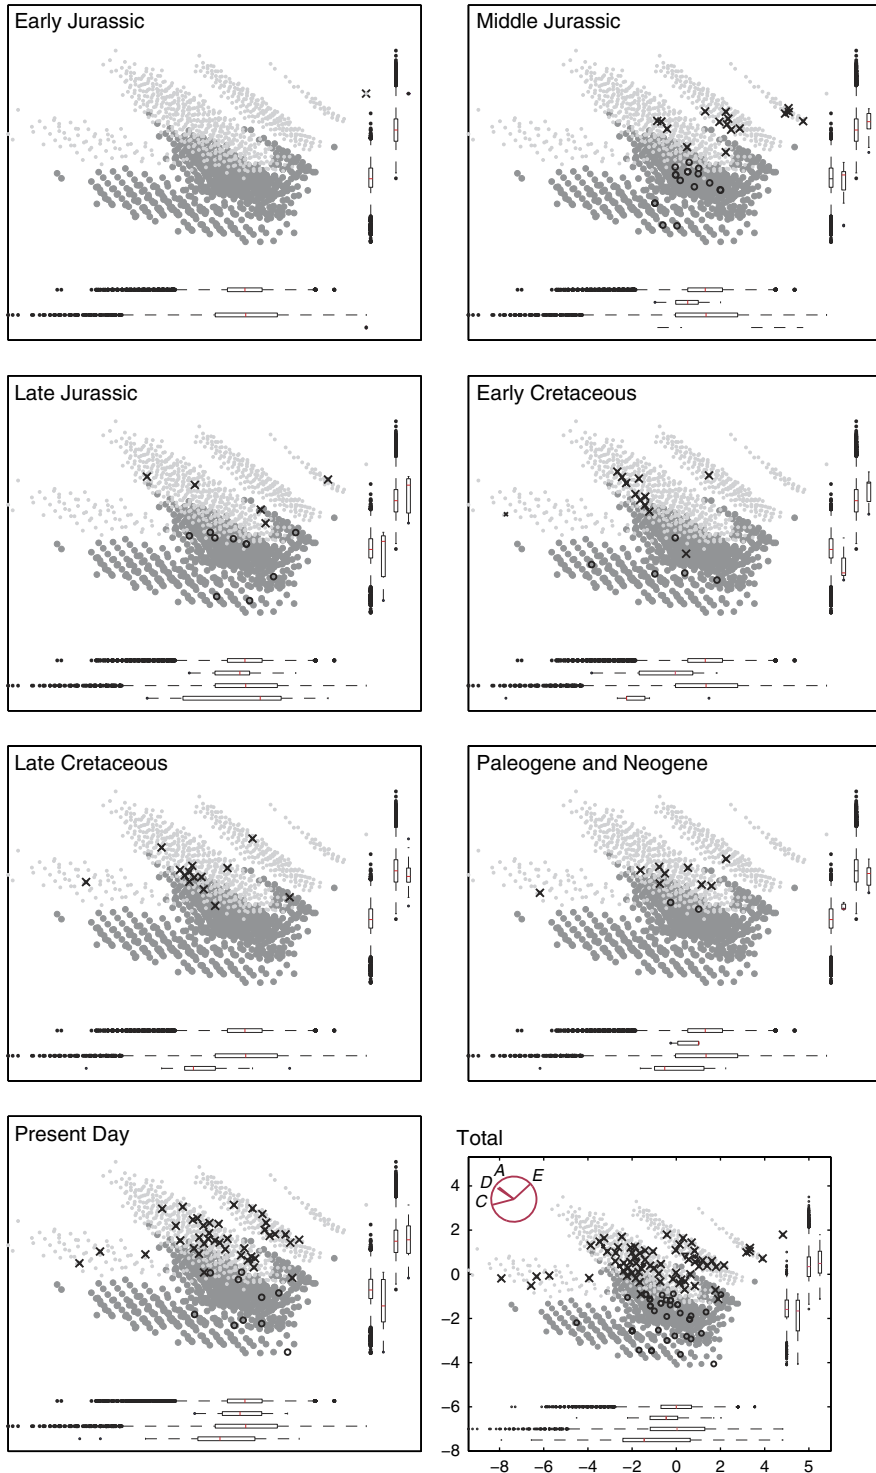 Early Jurassic
Middle Jurassic
Late Jurassic
Early Cretaceous
Late Cretaceous
Paleogene and Neogene
Present Day
Total
A
D
E
C
4
2
0
−2
−4
−6
−8
−8 −6 −4 −2 0 2 4 5